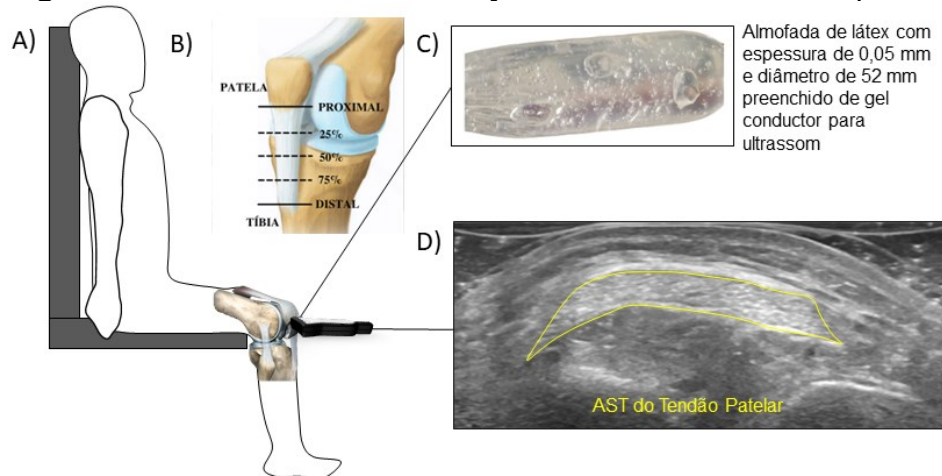 A)
B)
PATELA
PROXIMAL
25%
50%
75%
DISTAL
TÍBIA
C)
Almofada de látex com
espessura de 0,05 mm
e diâmetro de 52 mm
preenchido de gel
conductor para
ultrassom
D)
AST do Tendão Patelar